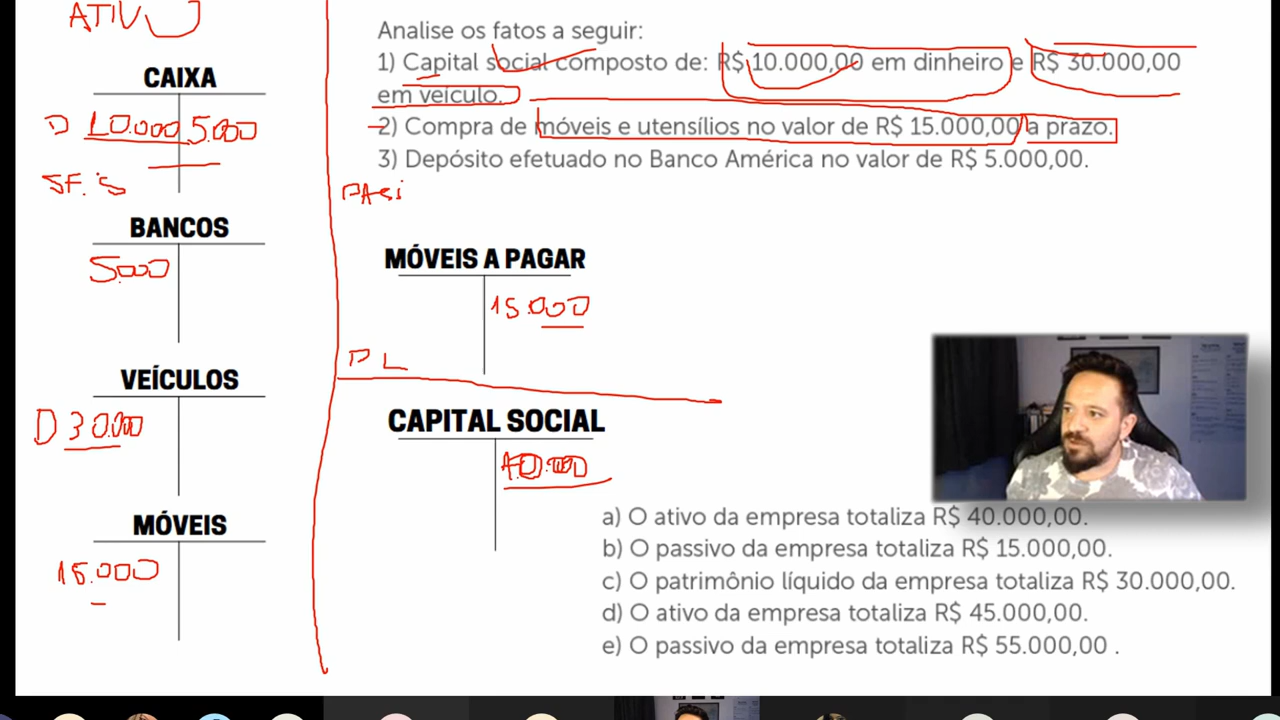 ATIVO
Analise os fatos a seguir:
1) Capital social composto de: R$ 10.000,00 em dinheiro e R$ 30.000,00
em veículo.
2) Compra de móveis e utensílios no valor de R$ 15.000,00 a prazo.
3) Depósito efetuado no Banco América no valor de R$ 5.000,00.
CAIXA
D 10.000 5.000
SF. 5
BANCOS
5.000
VEÍCULOS
D 30.000
MÓVEIS
15.000
PASi
MÓVEIS A PAGAR
15.000
PL
CAPITAL SOCIAL
40.000
a) O ativo da empresa totaliza R$ 40.000,00.
b) O passivo da empresa totaliza R$ 15.000,00.
c) O patrimônio líquido da empresa totaliza R$ 30.000,00.
d) O ativo da empresa totaliza R$ 45.000,00.
e) O passivo da empresa totaliza R$ 55.000,00 .